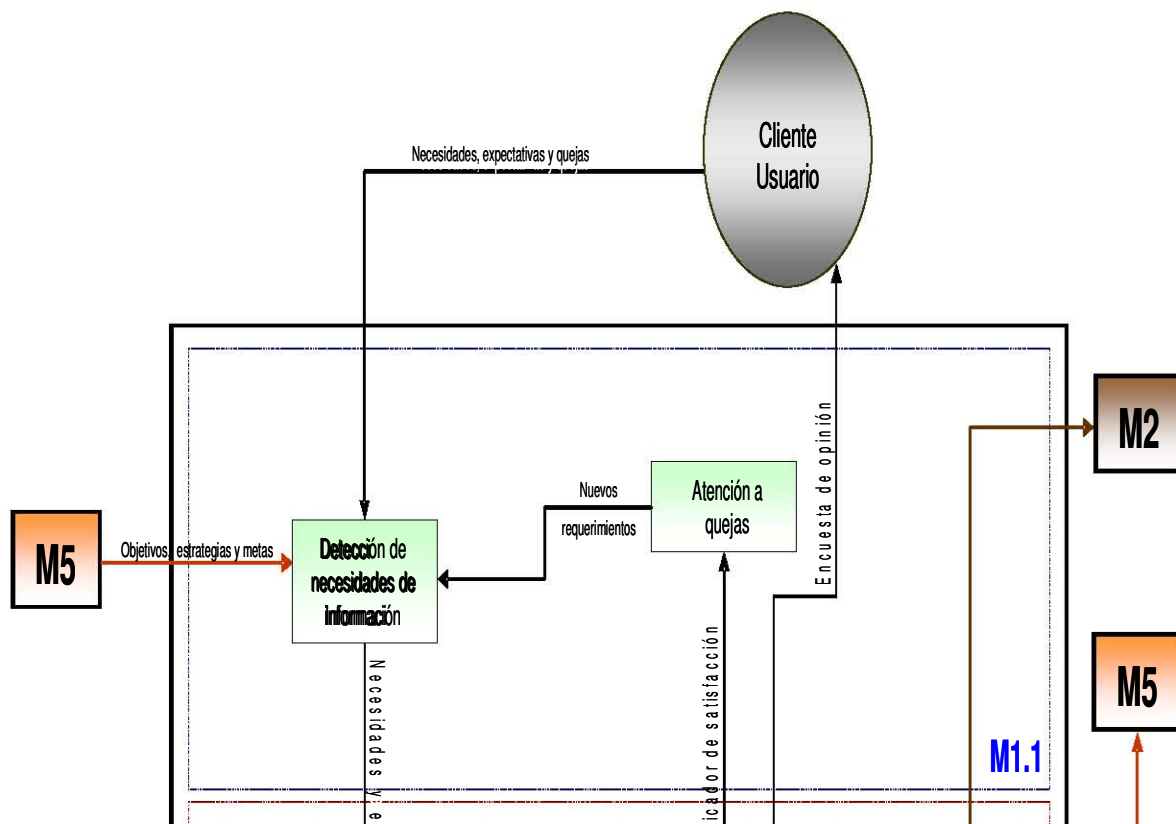 Cliente
Usuario
Necesidades, expectativas y quejas
M2
Encuesta de opinión
Atención a
quejas
Nuevos
requerimientos
M5
Objetivos, estrategias y metas
Detección de
necesidades de
información
M5
Necesidades y e
icador de satisfacción
M1.1